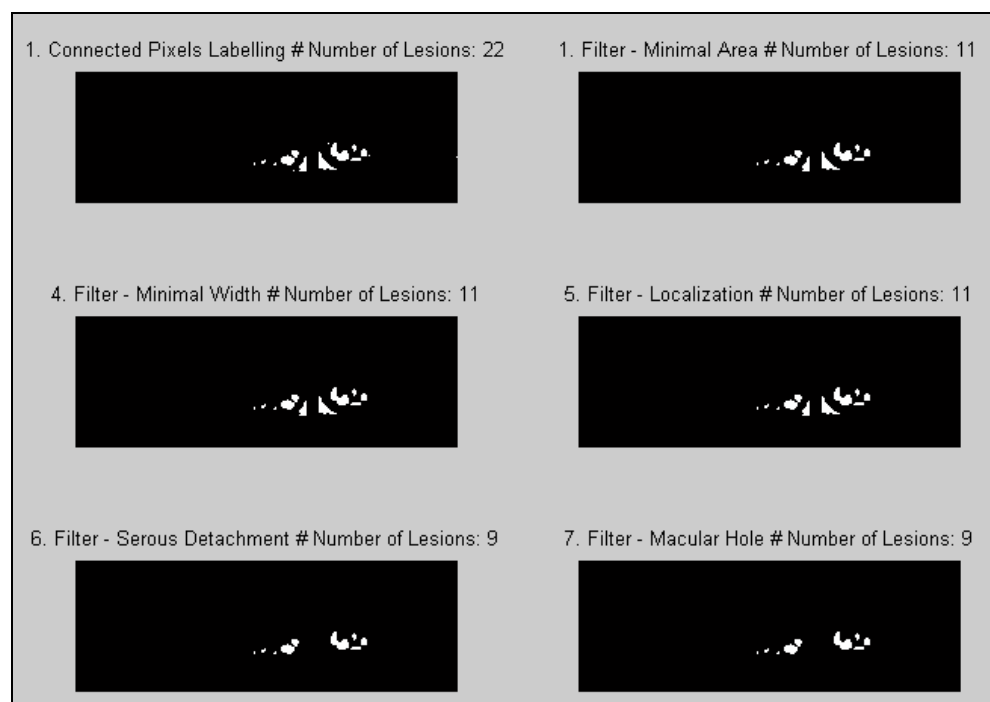 1. Connected Pixels Labelling # Number of Lesions: 22
1. Filter - Minimal Area # Number of Lesions: 11
4. Filter - Minimal Width # Number of Lesions: 11
5. Filter - Localization # Number of Lesions: 11
6. Filter - Serous Detachment # Number of Lesions: 9
7. Filter - Macular Hole # Number of Lesions: 9